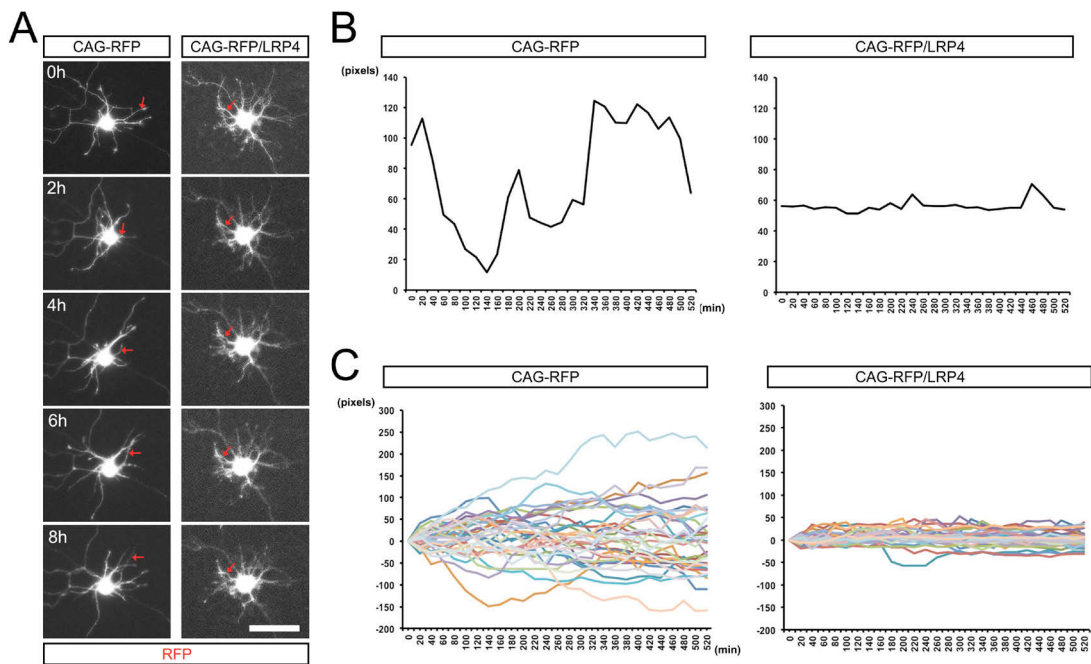 A
CAG-RFP CAG-RFP/LRP4
0h
2h
4h
6h
8h
RFP
B
CAG-RFP
(pixels)
140
120
100
80
60
40
20
0
0 20 40 60 80 100 120 140 160 180 200 220 240 260 280 300 320 340 360 380 400 420 440 460 480 500 520 (min)
CAG-RFP/LRP4
140
120
100
80
60
40
20
0
0 20 40 60 80 100 120 140 160 180 200 220 240 260 280 300 320 340 360 380 400 420 440 460 480 500 520
C
CAG-RFP
(pixels)
300
250
200
150
100
50
0
-50
-100
-150
-200
0 20 40 60 80 100 120 140 160 180 200 220 240 260 280 300 320 340 360 380 400 420 440 460 480 500 520 (min)
CAG-RFP/LRP4
300
250
200
150
100
50
0
-50
-100
-150
-200
0 20 40 60 80 100 120 140 160 180 200 220 240 260 280 300 320 340 360 380 400 420 440 460 480 500 520